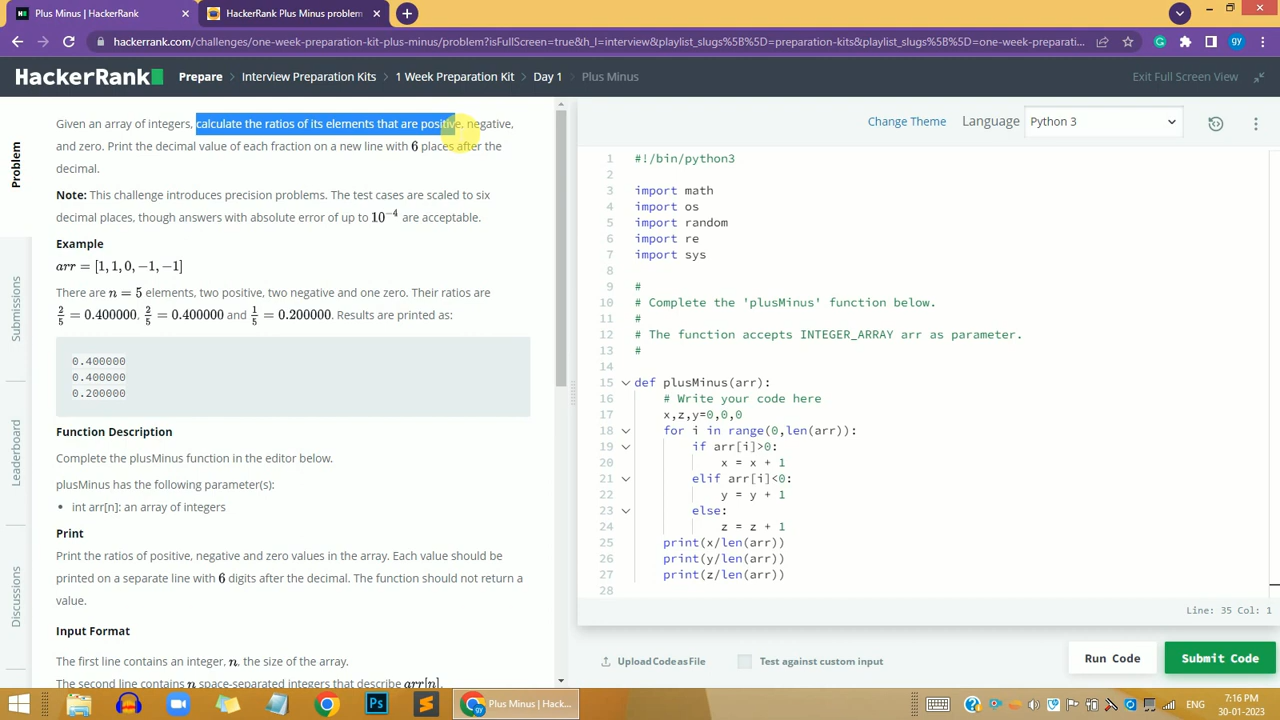 Plus Minus | HackerRank
HackerRank Plus Minus problem
hackerrank.com/challenges/one-week-preparation-kit-plus-minus/problem?isFullScreen=true&h_l=interview&playlist_slugs%5B%5D=preparation-kits&playlist_slugs%5B%5D=one-week-prepara...
gy
HackerRank
Prepare > Interview Preparation Kits > 1 Week Preparation Kit > Day 1 > Plus Minus
Exit Full Screen View
Problem
Submissions
Leaderboard
Discussions
Given an array of integers, calculate the ratios of its elements that are positive, negative,
and zero. Print the decimal value of each fraction on a new line with 6 places after the
decimal.
Note: This challenge introduces precision problems. The test cases are scaled to six
decimal places, though answers with absolute error of up to 10⁻⁴ are acceptable.
Example
arr = [1, 1, 0, −1, −1]
There are n = 5 elements, two positive, two negative and one zero. Their ratios are
2/5 = 0.400000, 2/5 = 0.400000 and 1/5 = 0.200000. Results are printed as:
0.400000
0.400000
0.200000
Function Description
Complete the plusMinus function in the editor below.
plusMinus has the following parameter(s):
• int arr[n]: an array of integers
Print
Print the ratios of positive, negative and zero values in the array. Each value should be
printed on a separate line with 6 digits after the decimal. The function should not return a
value.
Input Format
The first line contains an integer, n, the size of the array.
The second line contains n space-separated integers that describe arr[n].
Change Theme
Language
Python 3
1 #!/bin/python3
2
3 import math
4 import os
5 import random
6 import re
7 import sys
8
9 #
10 # Complete the 'plusMinus' function below.
11 #
12 # The function accepts INTEGER_ARRAY arr as parameter.
13 #
14
15 def plusMinus(arr):
16 # Write your code here
17 x,z,y=0,0,0
18 for i in range(0,len(arr)):
19 if arr[i]>0:
20 x = x + 1
21 elif arr[i]<0:
22 y = y + 1
23 else:
24 z = z + 1
25 print(x/len(arr))
26 print(y/len(arr))
27 print(z/len(arr))
28
Line: 35 Col: 1
Upload Code as File
Test against custom input
Run Code
Submit Code
Plus Minus | Hack...
ENG
7:16 PM
30-01-2023